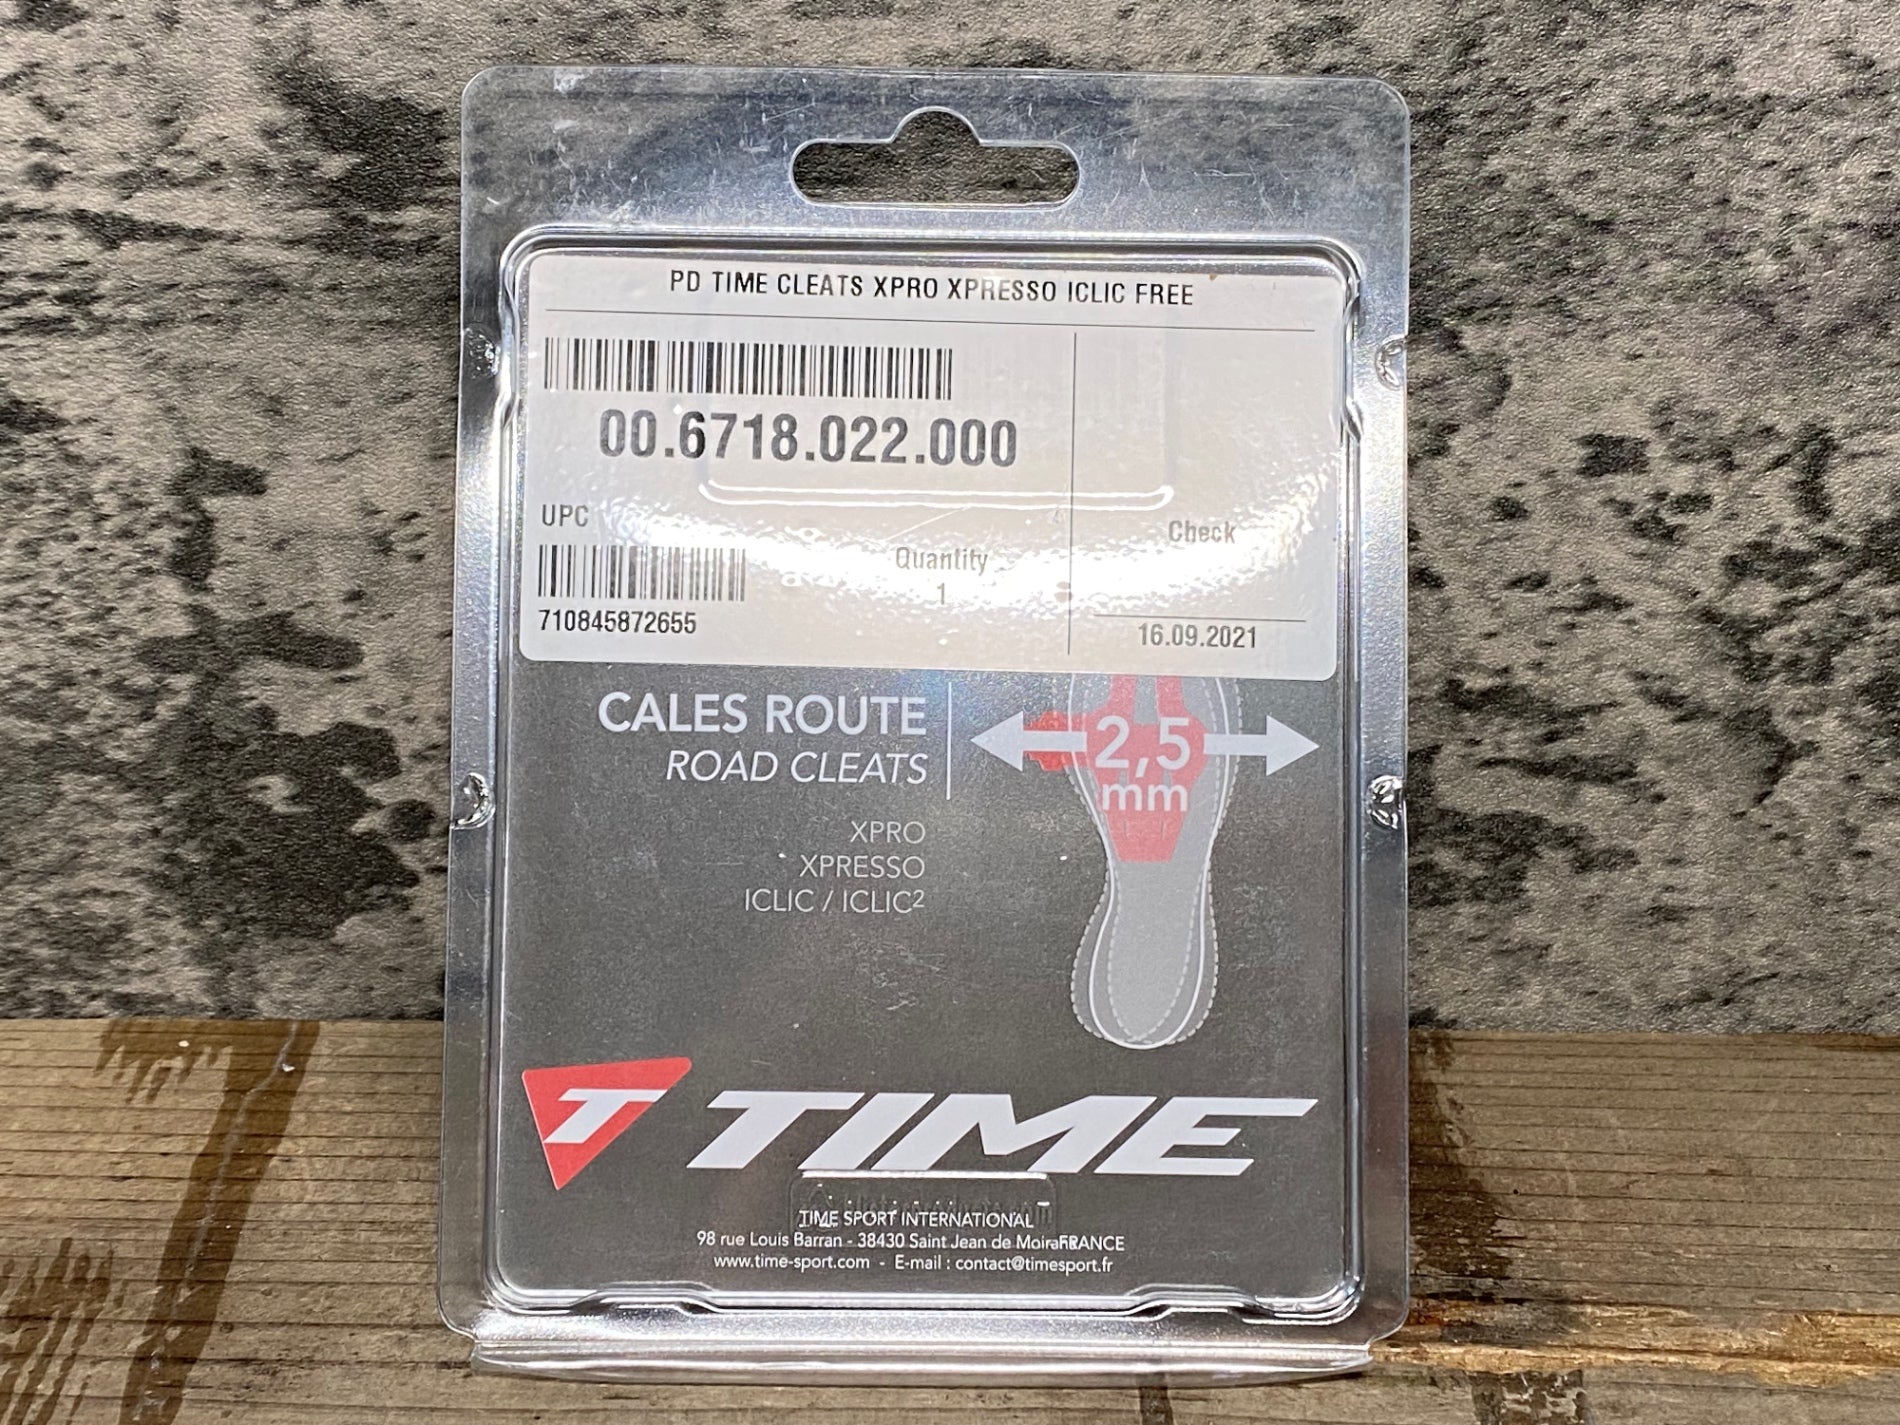 PD TIME CLEATS XPRO XPRESSO ICLIC FREE
00.6718.022.000
UPC
Quantity
Check
1
710845872655
16.09.2021
CALES ROUTE
ROAD CLEATS
2,5
mm
XPRO
XPRESSO
ICLIC / ICLIC²
T TIME
TIME SPORT INTERNATIONAL
98 rue Louis Barran - 38430 Saint Jean de Moirans FRANCE
www.time-sport.com - E-mail : contact@timesport.fr